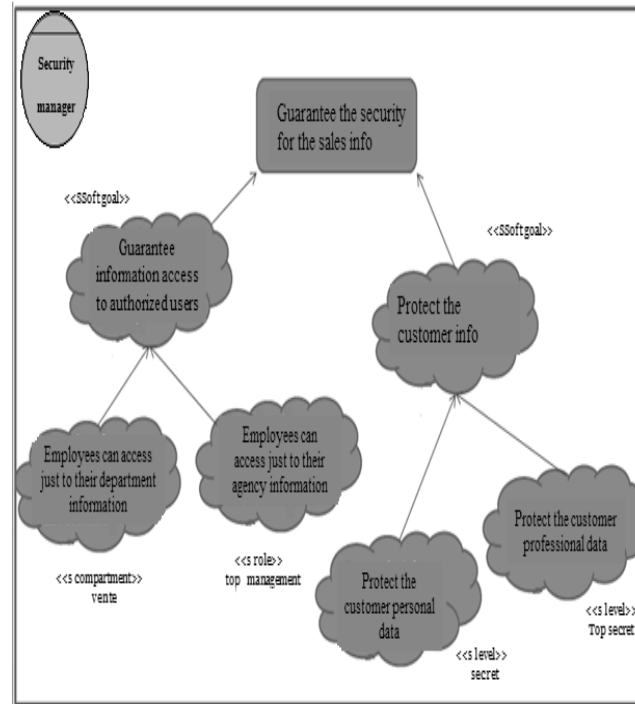 Security
manager
Guarantee the security
for the sales info
<<SSoftgoal>>
Guarantee
information access
to authorized users
<<SSoftgoal>>
Protect the
customer info
Employees can access
just to their department
information
<<s compartment>>
vente
Employees can
access just to their
agency information
<<s role>>
top management
Protect the
customer personal
data
<<s level>>
secret
Protect the customer
professional data
<<s level>>
Top secret